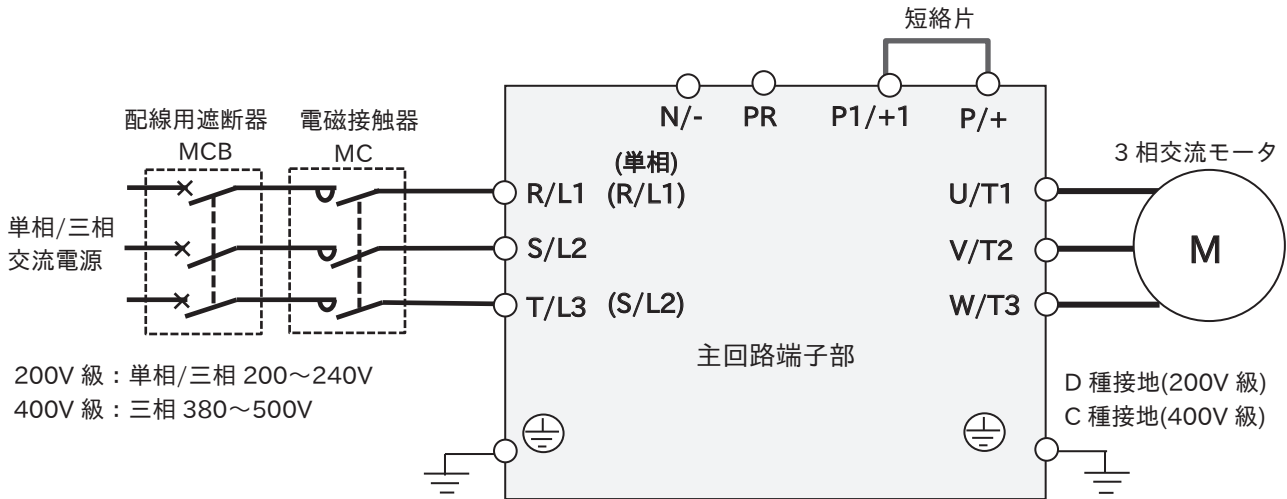 短絡片
N/-
PR
P1/+1
P/+
配線用遮断器
MCB
電磁接触器
MC
単相/三相
交流電源
(単相)
R/L1 (R/L1)
S/L2
T/L3 (S/L2)
U/T1
V/T2
W/T3
3 相交流モータ
M
主回路端子部
200V 級：単相/三相 200～240V
400V 級：三相 380～500V
D 種接地(200V 級)
C 種接地(400V 級)